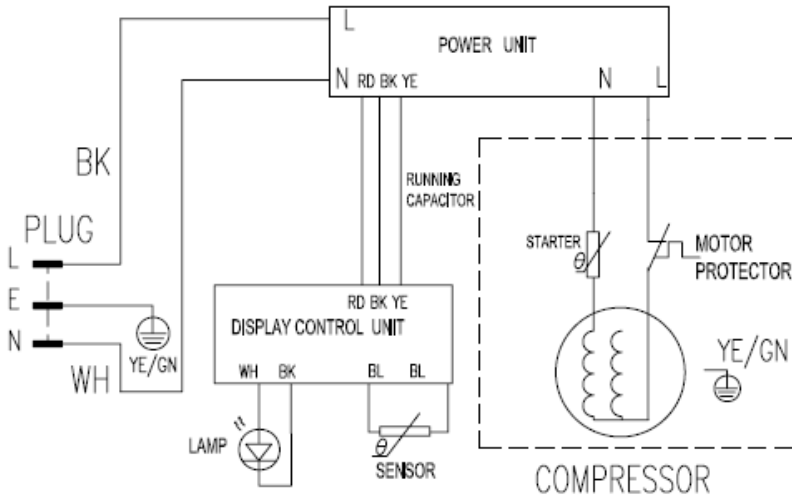 L
POWER UNIT
N RD BK YE N L
BK
RUNNING
CAPACITOR
PLUG
L
E
N
YE/GN
WH
STARTER
θ
MOTOR
PROTECTOR
RD BK YE
DISPLAY CONTROL UNIT
WH BK BL BL
YE/GN
LAMP
θ
SENSOR
COMPRESSOR